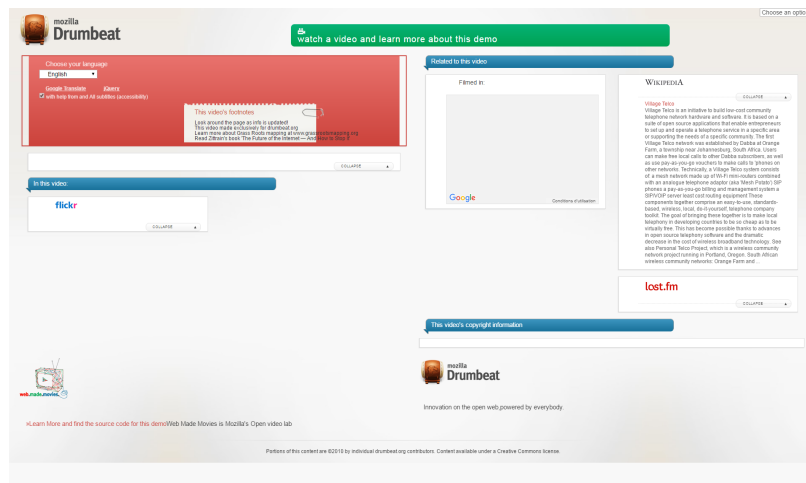 Choose an optio
mozilla
Drumbeat
watch a video and learn more about this demo
Choose your language
English
Google Translate jQuery
with help from and All subtitles (accessibility)
This video's footnotes
Look around the page as info is updated!
This video made exclusively for drumbeat.org
Learn more about Grass Roots mapping at www.grassrootsmapping.org
Read Zittrain's book 'The Future of the Internet — And How to Stop It'
COLLAPSE
In this video:
flickr
COLLAPSE
Related to this video
Filmed in:
Google
Conditions d'utilisation
WIKIPEDIA
COLLAPSE
Village Telco
Village Telco is an initiative to build low-cost community
telephone network hardware and software. It is based on a
suite of open source applications that enable entrepreneurs
to set up and operate a telephone service in a specific area
or supporting the needs of a specific community. The first
Village Telco network was established by Dabba at Orange
Farm, a township near Johannesburg, South Africa. Users
can make free local calls to other Dabba subscribers, as well
as use pay-as-you-go vouchers to make calls to 'phones on
other networks. Technically, a Village Telco system consists
of a mesh network made up of Wi-Fi mini-routers combined
with an analogue telephone adaptor (aka 'Mesh Potato') SIP
phones a pay-as-you-go billing and management system a
SIP/VOIP server least cost routing equipment These
components together comprise an easy-to-use, standards-
based, wireless, local, do-it-yourself, telephone company
toolkit. The goal of bringing these together is to make local
telephony in developing countries to be so cheap as to be
virtually free. This has become possible thanks to advances
in open source telephony software and the dramatic
decrease in the cost of wireless broadband technology. See
also Personal Telco Project, which is a wireless community
network project running in Portland, Oregon. South African
wireless community networks: Orange Farm and ...
lost.fm
COLLAPSE
This video's copyright information
mozilla
Drumbeat
Innovation on the open web,powered by everybody.
web.made.movies.
»Learn More and find the source code for this demoWeb Made Movies is Mozilla's Open video lab
Portions of this content are ©2010 by individual drumbeat.org contributors. Content available under a Creative Commons license.